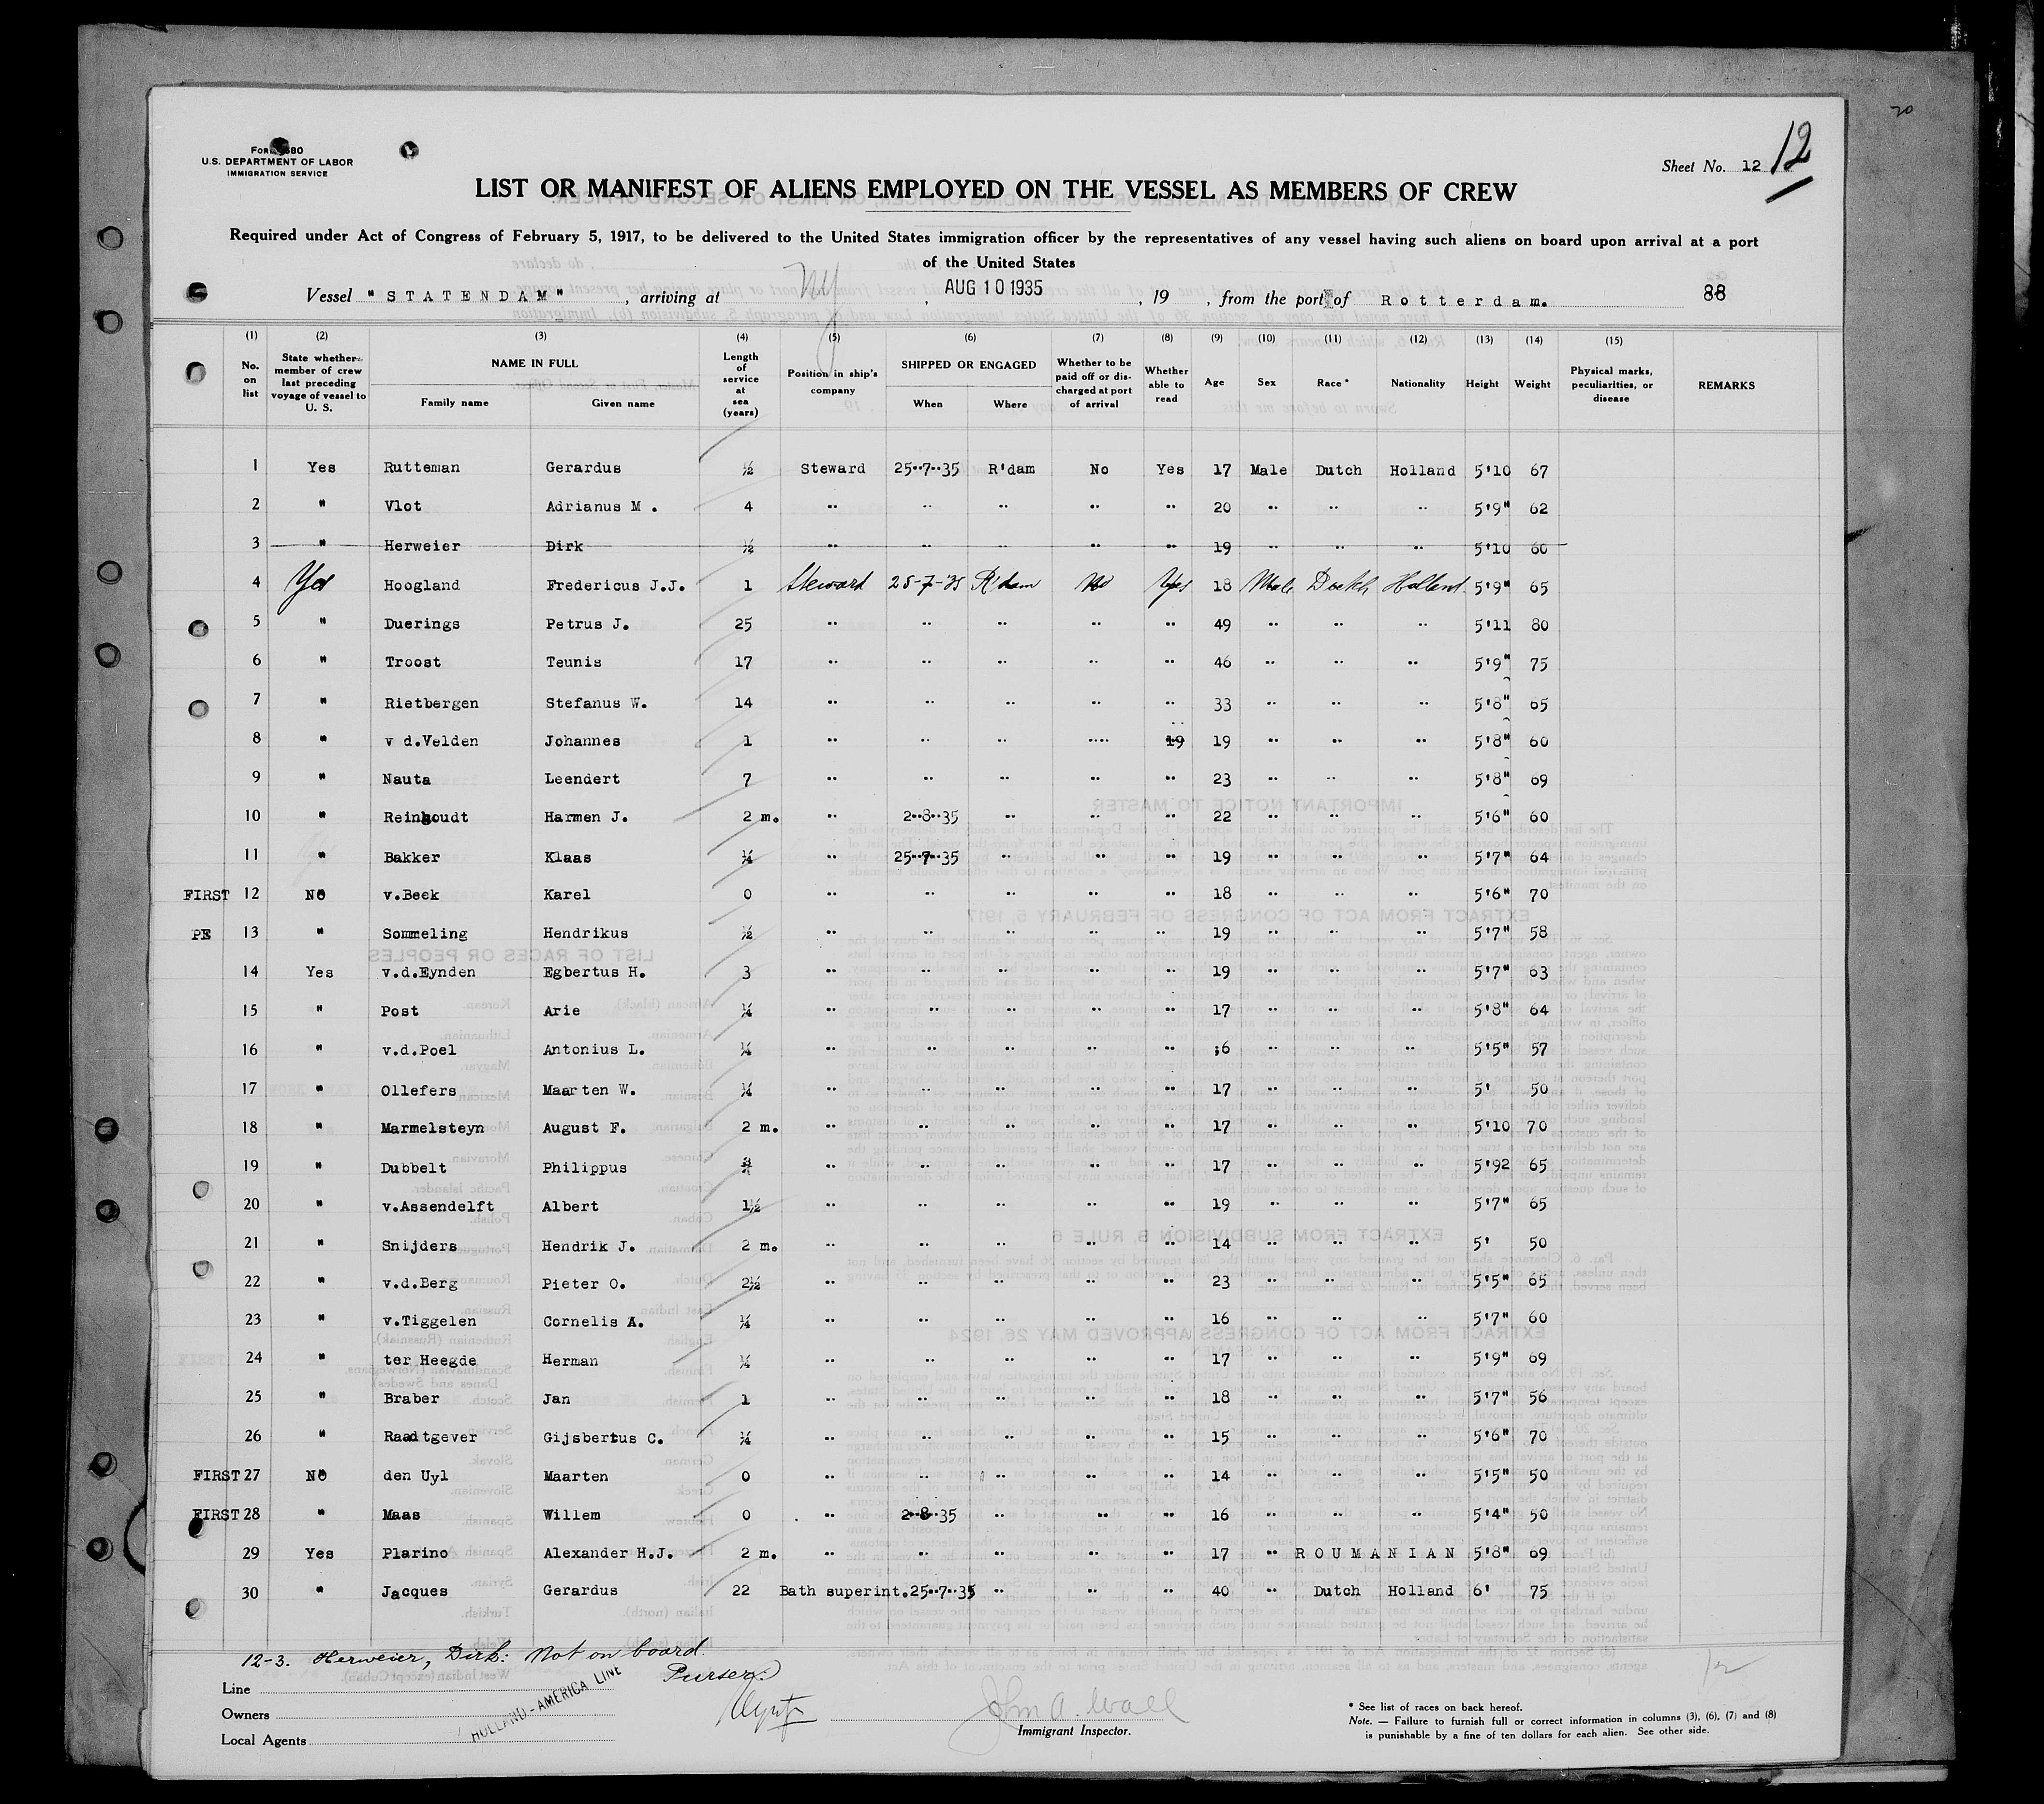 20
Form 680
U.S. DEPARTMENT OF LABOR
IMMIGRATION SERVICE
Sheet No. 12 12
LIST OR MANIFEST OF ALIENS EMPLOYED ON THE VESSEL AS MEMBERS OF CREW
Required under Act of Congress of February 5, 1917, to be delivered to the United States immigration officer by the representatives of any vessel having such aliens on board upon arrival at a port
of the United States
Vessel "STATENDAM", arriving at NY, AUG 10 1935, 19 , from the port of Rotterdam. 88
(1) (2) (3) (4) (5) (6) (7) (8) (9) (10) (11) (12) (13) (14) (15)
No. on list | State whether member of crew last preceding voyage of vessel to U. S. | NAME IN FULL Family name Given name | Length of service at sea (years) | Position in ship's company | SHIPPED OR ENGAGED When Where | Whether to be paid off or discharged at port of arrival | Whether able to read | Age | Sex | Race* | Nationality | Height | Weight | Physical marks, peculiarities, or disease | REMARKS
1 Yes Rutteman Gerardus ½ Steward 25-7-35 R'dam No Yes 17 Male Dutch Holland 5'10 67
2 " Vlot Adrianus M . 4 " " " " " 20 " " " 5'9" 62
3 " Herweier Dirk ½ " " " " " 19 " " " 5'10 60
4 Yes Hoogland Fredericus J.J. 1 Steward 25-7-'35 R'dam No Yes 18 Male Dutch Holland 5'9" 65
5 " Duerings Petrus J. 25 " " " " " 49 " " " 5'11 80
6 " Troost Teunis 17 " " " " " 46 " " " 5'9" 75
7 " Rietbergen Stefanus W. 14 " " " " " 33 " " " 5'8" 65
8 " v d.Velden Johannes 1 " " " " " 19 19 " " " 5'8" 60
9 " Nauta Leendert 7 " " " " " 23 " " " 5'8" 69
10 " Reinhoudt Harmen J. 2 m. " 2-8-35 " " " 22 " " " 5'6" 60
11 " Bakker Klaas ¼ " 25-7-35 " " " 19 " " " 5'7" 64
FIRST 12 No v.Beek Karel 0 " " " " " 18 " " " 5'6" 70
PE 13 " Sommeling Hendrikus ½ " " " " " 19 " " " 5'7" 58
14 Yes v.d.Eynden Egbertus H. 3 " " " " " 19 " " " 5'7" 63
15 " Post Arie ¼ " " " " " 17 " " " 5'8" 64
16 " v.d.Poel Antonius L. ¼ " " " " " ;6 " " " 5'5" 57
17 " Ollefers Maarten W. ¼ " " " " " 17 " " " 5' 50
18 " Marmelsteyn August F. 2 m. " " " " " 17 " " " 5'10 70
19 " Dubbelt Philippus " " " " " 17 " " " 5'92 65
20 " v.Assendelft Albert 1½ " " " " " 19 " " " 5'7" 65
21 " Snijders Hendrik J. 2 m. " " " " " 14 " " " 5' 50
22 " v.d.Berg Pieter O. 2½ " " " " " 23 " " " 5'5" 65
23 " v.Tiggelen Cornelis A. ¼ " " " " " 16 " " " 5'7" 60
24 " ter Heegde Herman ¼ " " " " " 17 " " " 5'9" 69
25 " Braber Jan 1 " " " " " 18 " " " 5'7" 56
26 " Raadtgever Gijsbertus C. ¼ " " " " " 15 " " " 5'6" 70
FIRST 27 No den Uyl Maarten 0 " " " " " 14 " " " 5'5" 50
FIRST 28 " Maas Willem 0 " 2-8-35 " " " 16 " " " 5'4" 50
29 Yes Plarino Alexander H.J. 2 m. " " " " " 17 " ROUMANIAN 5'8" 69
30 " Jacques Gerardus 22 Bath superint. 25-7-35 " " " 40 " Dutch Holland 6' 75
12-3. Herweier, Dirk: Not on board.
Purser
Line
Owners
Local Agents
HOLLAND-AMERICA LINE
John A. Wall
Immigrant Inspector.
* See list of races on back hereof.
Note. — Failure to furnish full or correct information in columns (3), (6), (7) and (8)
is punishable by a fine of ten dollars for each alien. See other side.